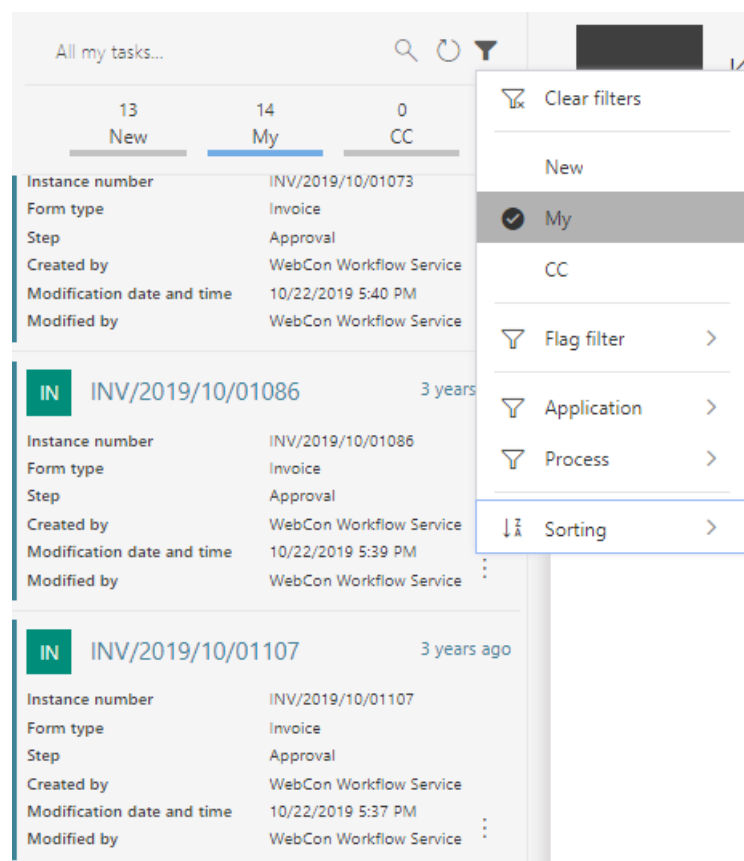 All my tasks...
13 14 0
New My CC
Instance number INV/2019/10/01073
Form type Invoice
Step Approval
Created by WebCon Workflow Service
Modification date and time 10/22/2019 5:40 PM
Modified by WebCon Workflow Service
IN INV/2019/10/01086 3 years
Instance number INV/2019/10/01086
Form type Invoice
Step Approval
Created by WebCon Workflow Service
Modification date and time 10/22/2019 5:39 PM
Modified by WebCon Workflow Service
IN INV/2019/10/01107 3 years ago
Instance number INV/2019/10/01107
Form type Invoice
Step Approval
Created by WebCon Workflow Service
Modification date and time 10/22/2019 5:37 PM
Modified by WebCon Workflow Service
Clear filters
New
My
CC
Flag filter
Application
Process
Sorting